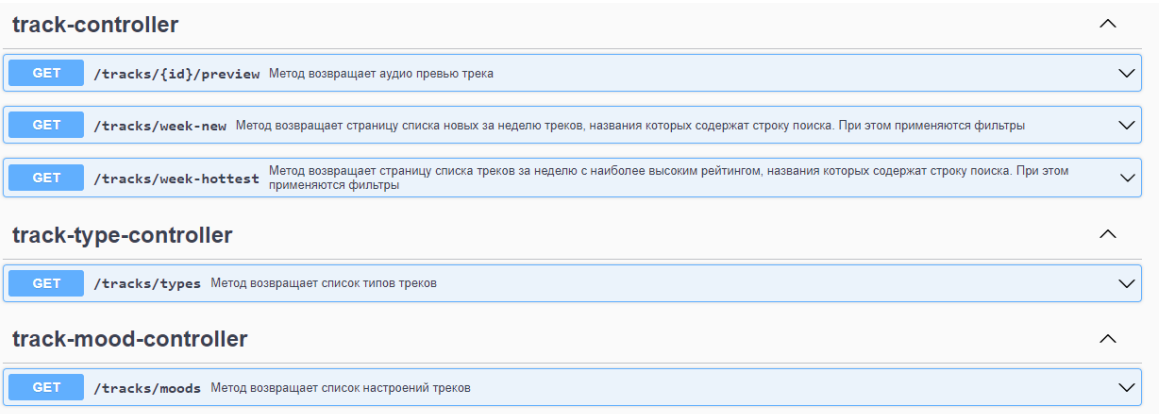 track-controller
GET /tracks/{id}/preview Метод возвращает аудио превью трека
GET /tracks/week-new Метод возвращает страницу списка новых за неделю треков, названия которых содержат строку поиска. При этом применяются фильтры
GET /tracks/week-hottest Метод возвращает страницу списка треков за неделю с наиболее высоким рейтингом, названия которых содержат строку поиска. При этом
применяются фильтры
track-type-controller
GET /tracks/types Метод возвращает список типов треков
track-mood-controller
GET /tracks/moods Метод возвращает список настроений треков